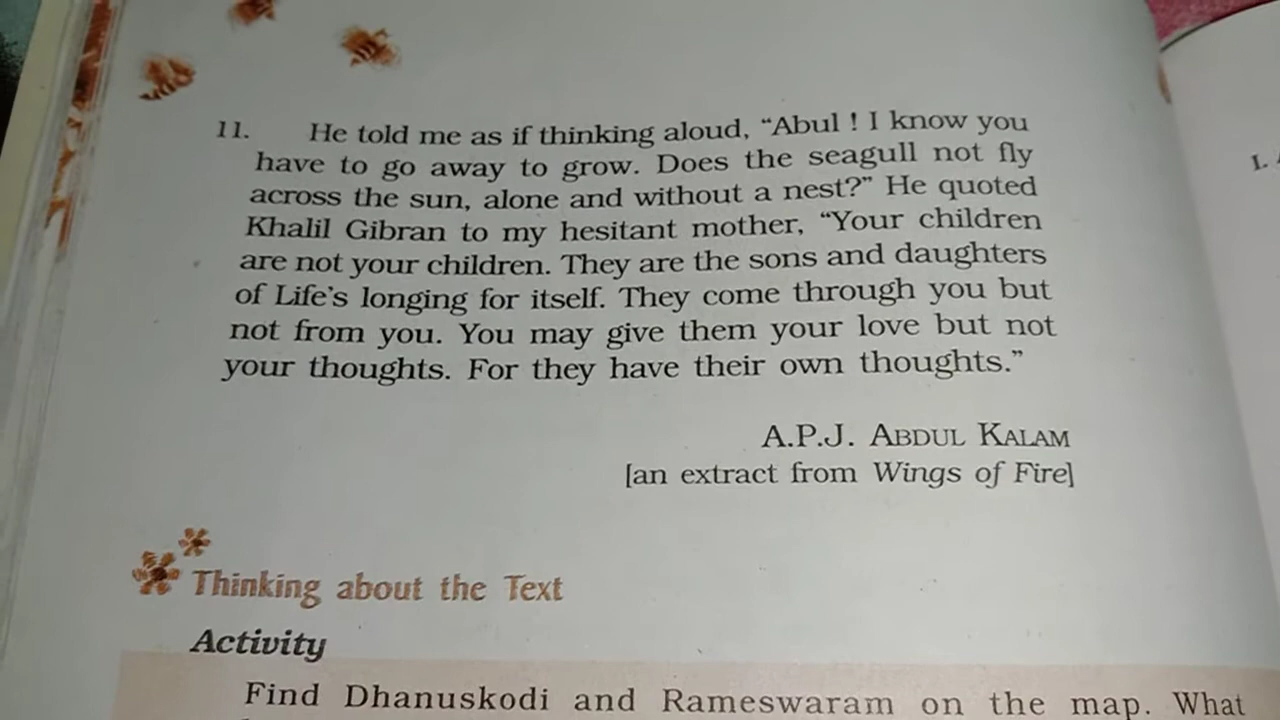 11. He told me as if thinking aloud, “Abul ! I know you
have to go away to grow. Does the seagull not fly
across the sun, alone and without a nest?” He quoted
Khalil Gibran to my hesitant mother, “Your children
are not your children. They are the sons and daughters
of Life’s longing for itself. They come through you but
not from you. You may give them your love but not
your thoughts. For they have their own thoughts.”
A.P.J. ABDUL KALAM
[an extract from Wings of Fire]
Thinking about the Text
Activity
Find Dhanuskodi and Rameswaram on the map. What
I.